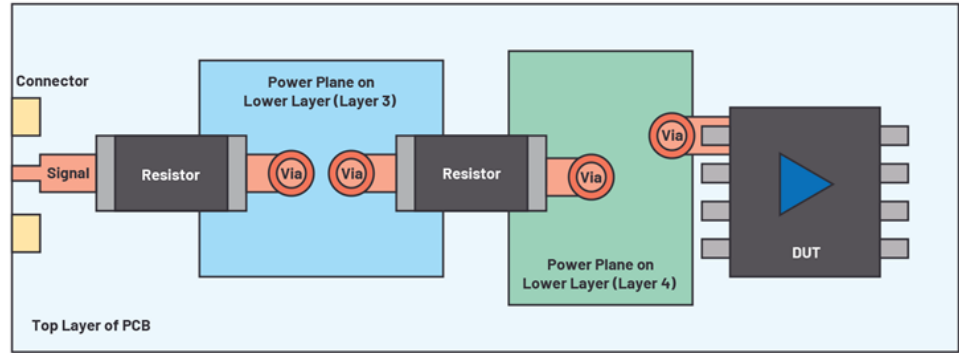 Connector
Power Plane on
Lower Layer (Layer 3)
Signal
Resistor
Via
Via
Resistor
Via
Via
Power Plane on
Lower Layer (Layer 4)
DUT
Top Layer of PCB